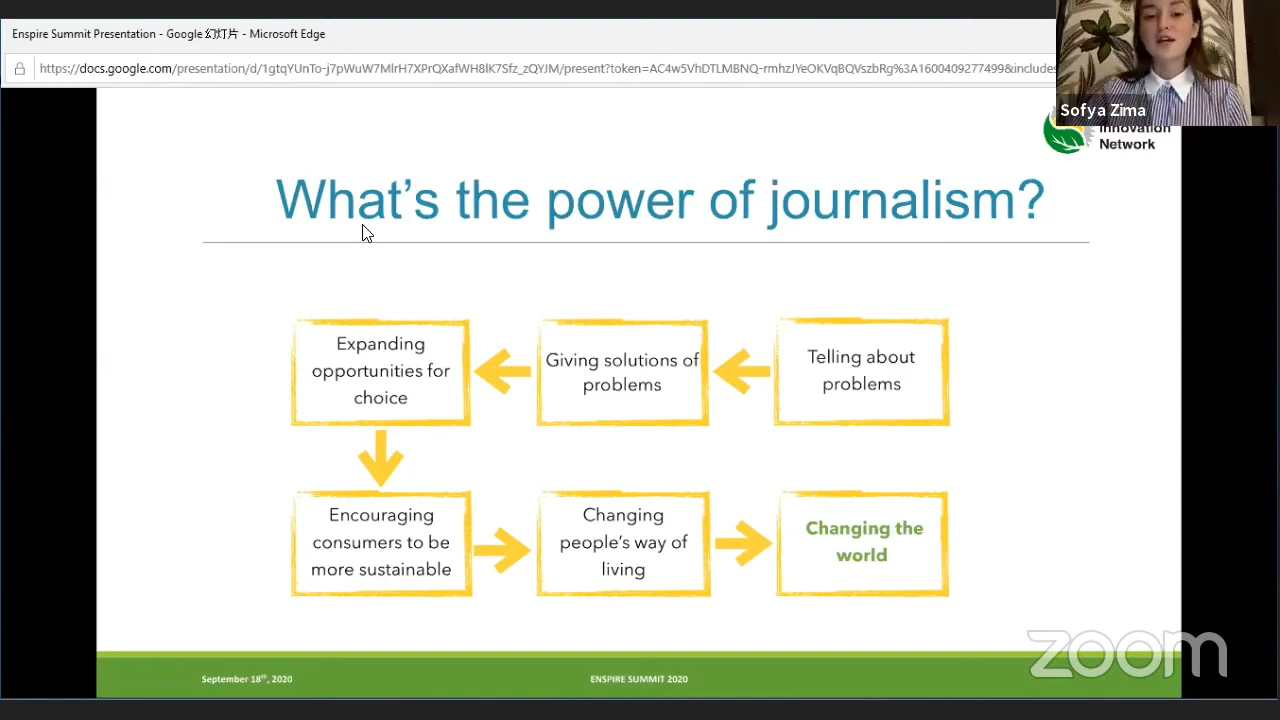 Enspire Summit Presentation - Google 幻灯片 - Microsoft Edge
https://docs.google.com/presentation/d/1gtqYUnTo-j7pWuW7MlrH7XPrQXafWH8lK7Sfz_zQYJM/present?token=AC4w5VhDTLMBNQ-rmhzJYeOKVqBQVszbRg%3A1600409277499&includes
Sofya Zima
Innovation
Network
What's the power of journalism?
Expanding
opportunities for
choice
Giving solutions of
problems
Telling about
problems
Encouraging
consumers to be
more sustainable
Changing
people's way of
living
Changing the
world
zoom
September 18th, 2020
ENSPIRE SUMMIT 2020